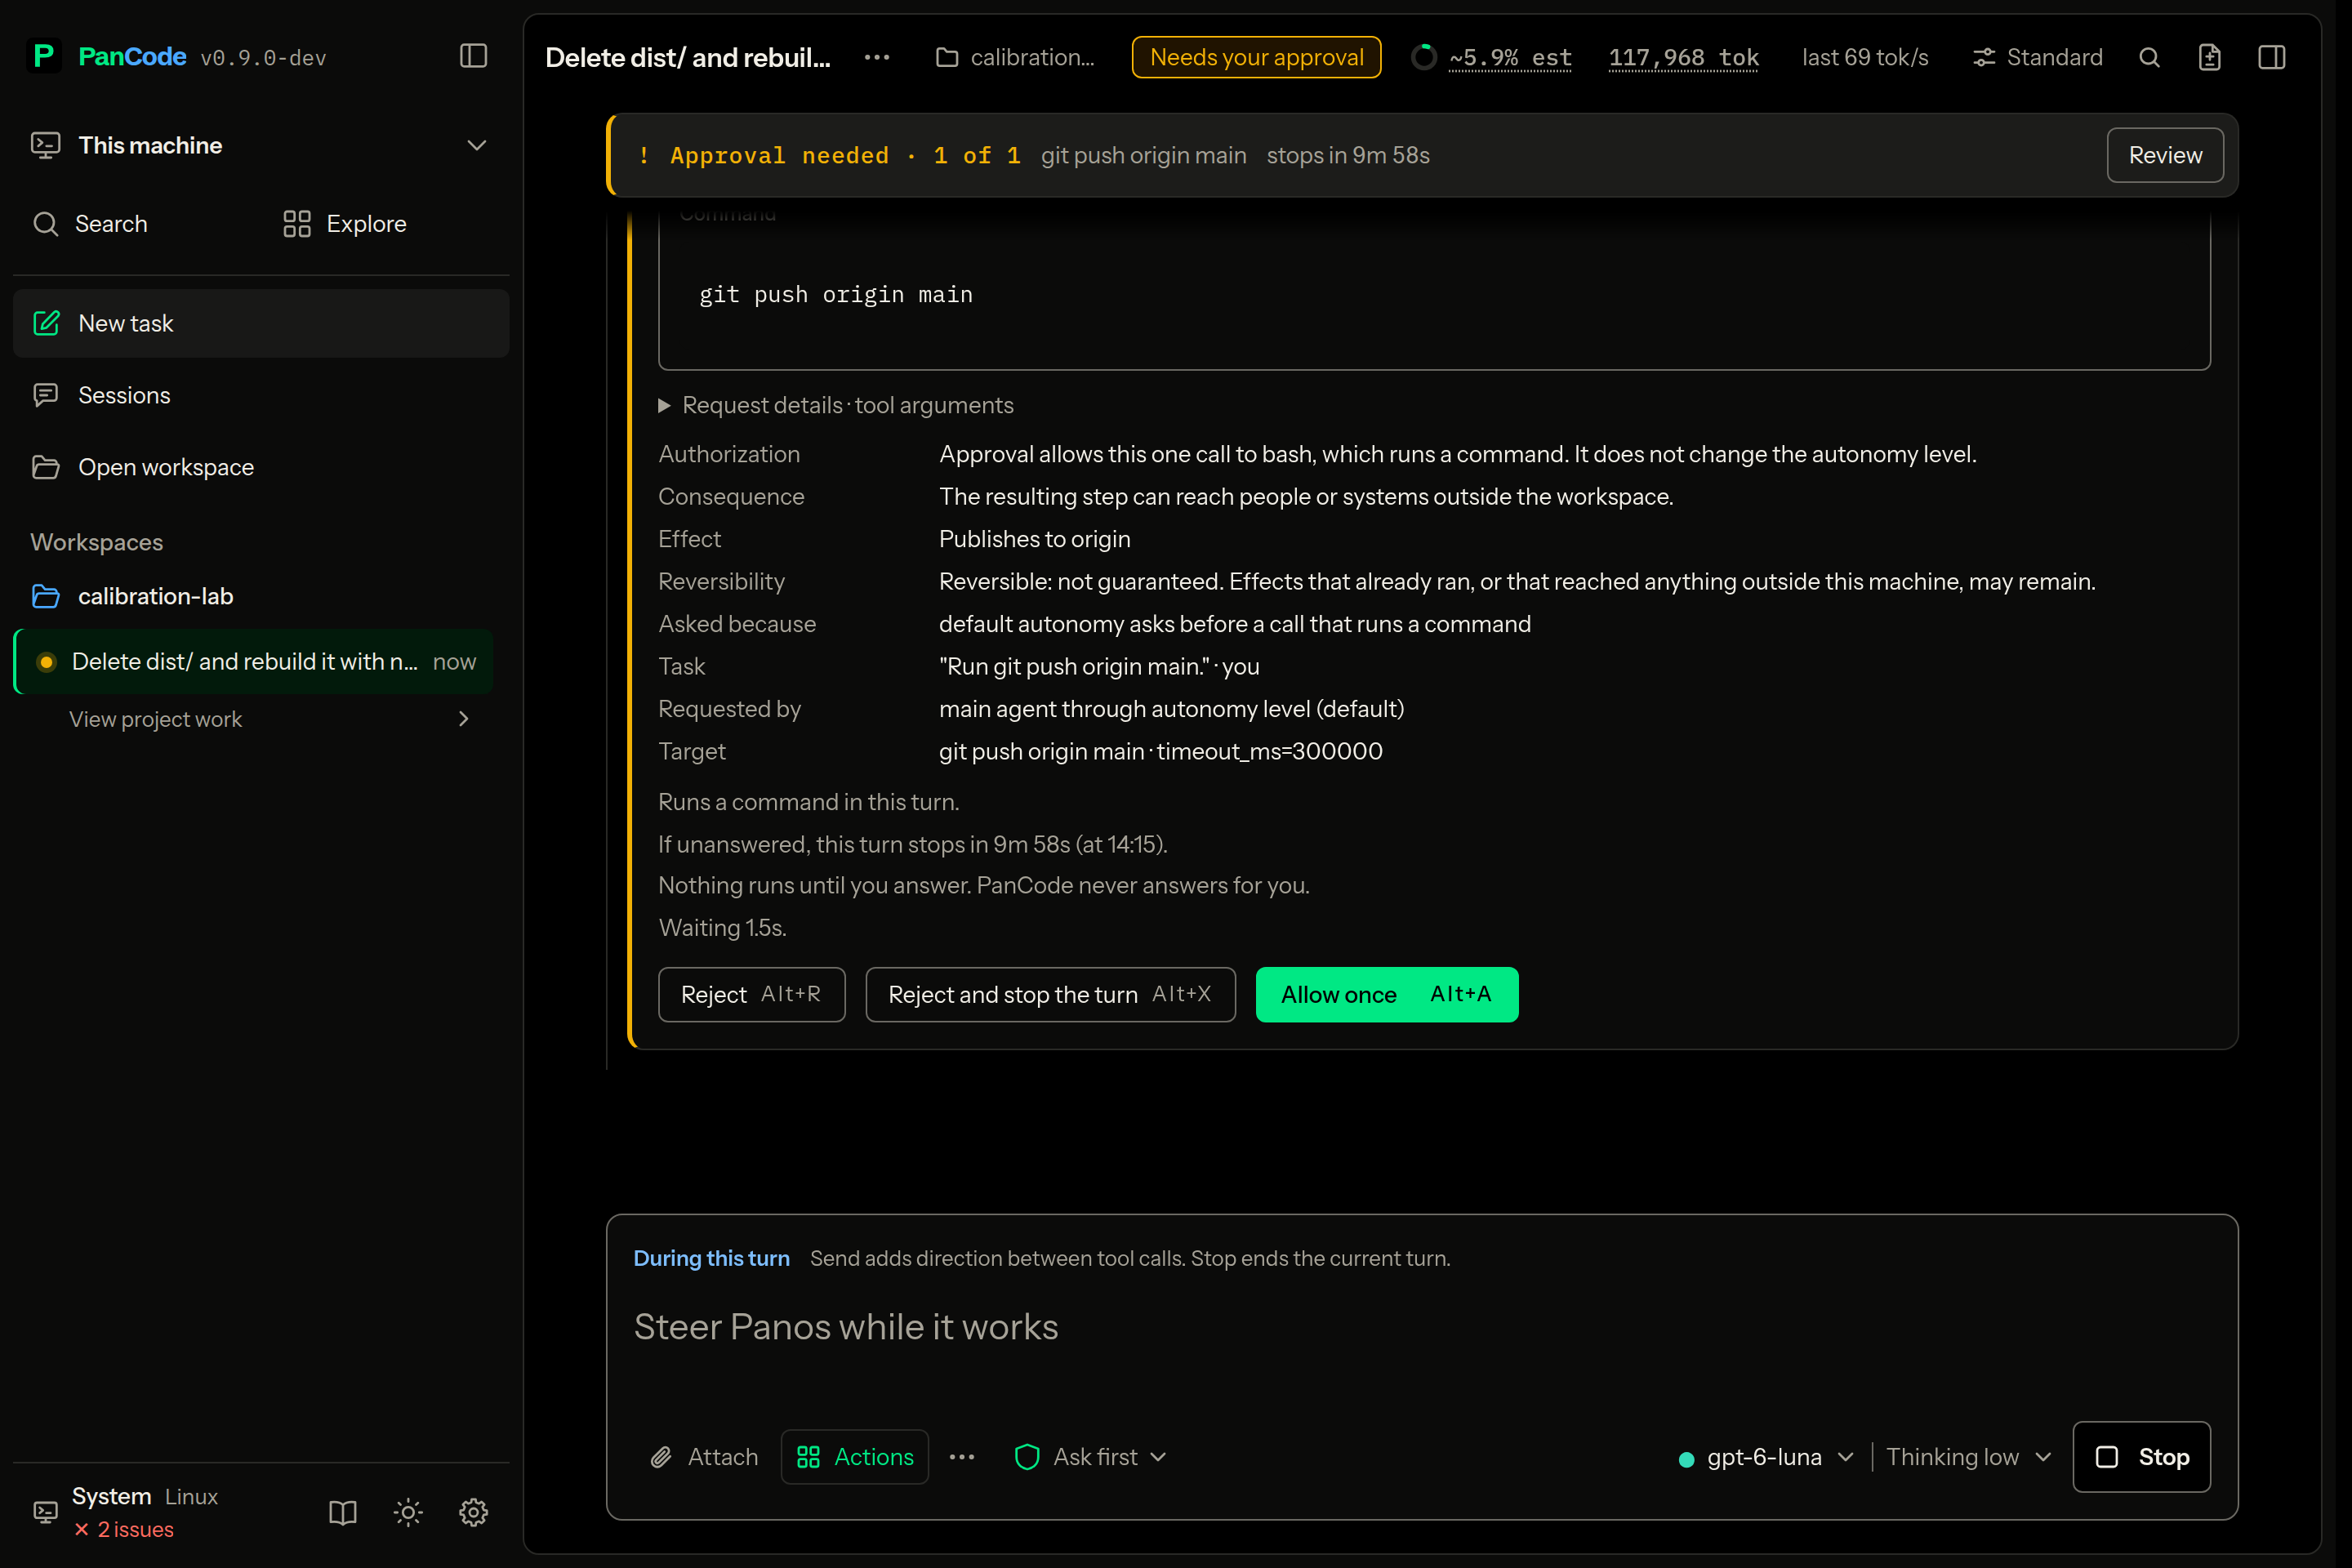 P PanCode v0.9.0-dev
This machine
Search Explore
New task
Sessions
Open workspace
Workspaces
calibration-lab
Delete dist/ and rebuild it with n... now
View project work
System Linux
✕ 2 issues
Delete dist/ and rebuil... calibration... Needs your approval ~5.9% est 117,968 tok last 69 tok/s Standard
! Approval needed · 1 of 1 git push origin main stops in 9m 58s Review
Command
git push origin main
Request details · tool arguments
Authorization Approval allows this one call to bash, which runs a command. It does not change the autonomy level.
Consequence The resulting step can reach people or systems outside the workspace.
Effect Publishes to origin
Reversibility Reversible: not guaranteed. Effects that already ran, or that reached anything outside this machine, may remain.
Asked because default autonomy asks before a call that runs a command
Task "Run git push origin main." · you
Requested by main agent through autonomy level (default)
Target git push origin main · timeout_ms=300000
Runs a command in this turn.
If unanswered, this turn stops in 9m 58s (at 14:15).
Nothing runs until you answer. PanCode never answers for you.
Waiting 1.5s.
Reject Alt+R Reject and stop the turn Alt+X Allow once Alt+A
During this turn Send adds direction between tool calls. Stop ends the current turn.
Steer Panos while it works
Attach Actions Ask first gpt-6-luna Thinking low Stop